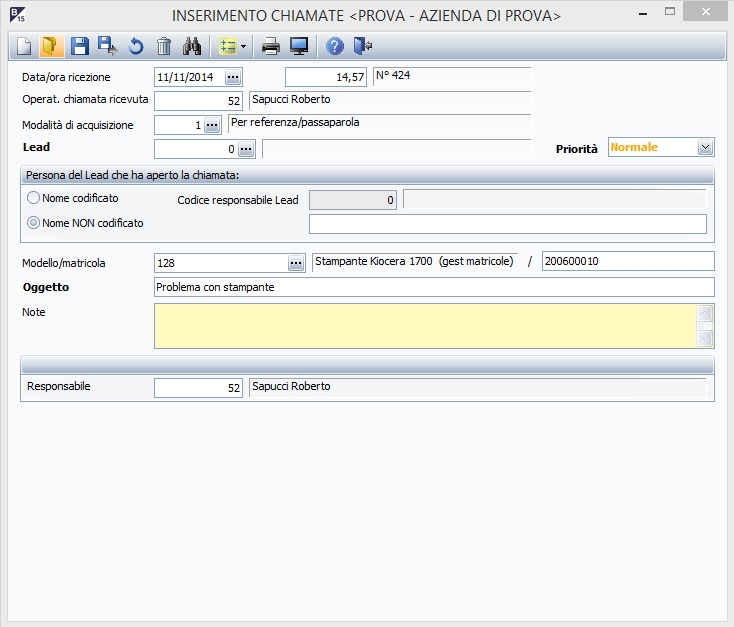 B 15 INSERIMENTO CHIAMATE <PROVA - AZIENDA DI PROVA>
Data/ora ricezione 11/11/2014 ... 14,57 N° 424
Operat. chiamata ricevuta 52 Sapucci Roberto
Modalità di acquisizione 1 ... Per referenza/passaparola
Lead 0 ... Priorità Normale
Persona del Lead che ha aperto la chiamata:
Nome codificato Codice responsabile Lead 0
Nome NON codificato
Modello/matricola 128 ... Stampante Kiocera 1700 (gest matricole) / 200600010
Oggetto Problema con stampante
Note
Responsabile 52 Sapucci Roberto